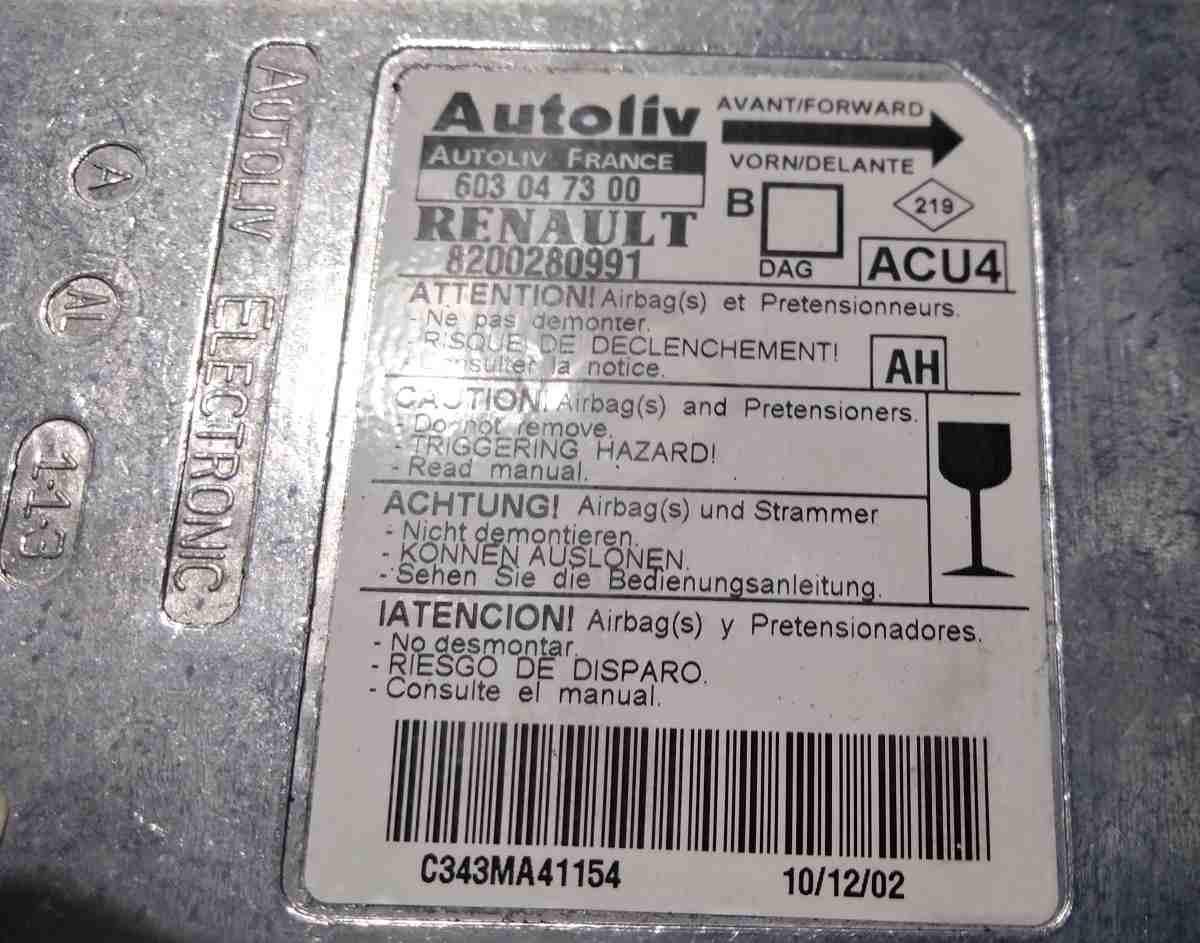 AUTOLIV ELECTRONIC
A
AL
1-1-3
Autoliv
AUTOLIV FRANCE
603 04 73 00
RENAULT
8200280991
AVANT/FORWARD
VORN/DELANTE
B
DAG
219
ACU4
ATTENTION! Airbag(s) et Pretensionneurs.
- Ne pas demonter.
- RISQUE DE DECLENCHEMENT!
- Consulter la notice.
AH
CAUTION! Airbag(s) and Pretensioners.
- Do not remove.
- TRIGGERING HAZARD!
- Read manual.
ACHTUNG! Airbag(s) und Strammer
- Nicht demontieren.
- KONNEN AUSLONEN.
- Sehen Sie die Bedienungsanleitung.
IATENCION! Airbag(s) y Pretensionadores.
- No desmontar.
- RIESGO DE DISPARO.
- Consulte el manual.
C343MA41154
10/12/02